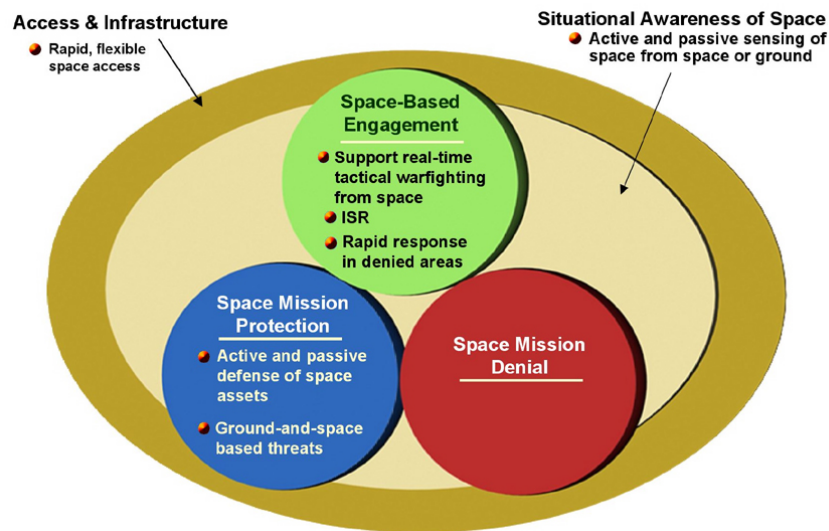 Access & Infrastructure
Rapid, flexible
space access
Situational Awareness of Space
Active and passive sensing of
space from space or ground
Space-Based
Engagement
Support real-time
tactical warfighting
from space
ISR
Rapid response
in denied areas
Space Mission
Protection
Active and passive
defense of space
assets
Ground-and-space
based threats
Space Mission
Denial